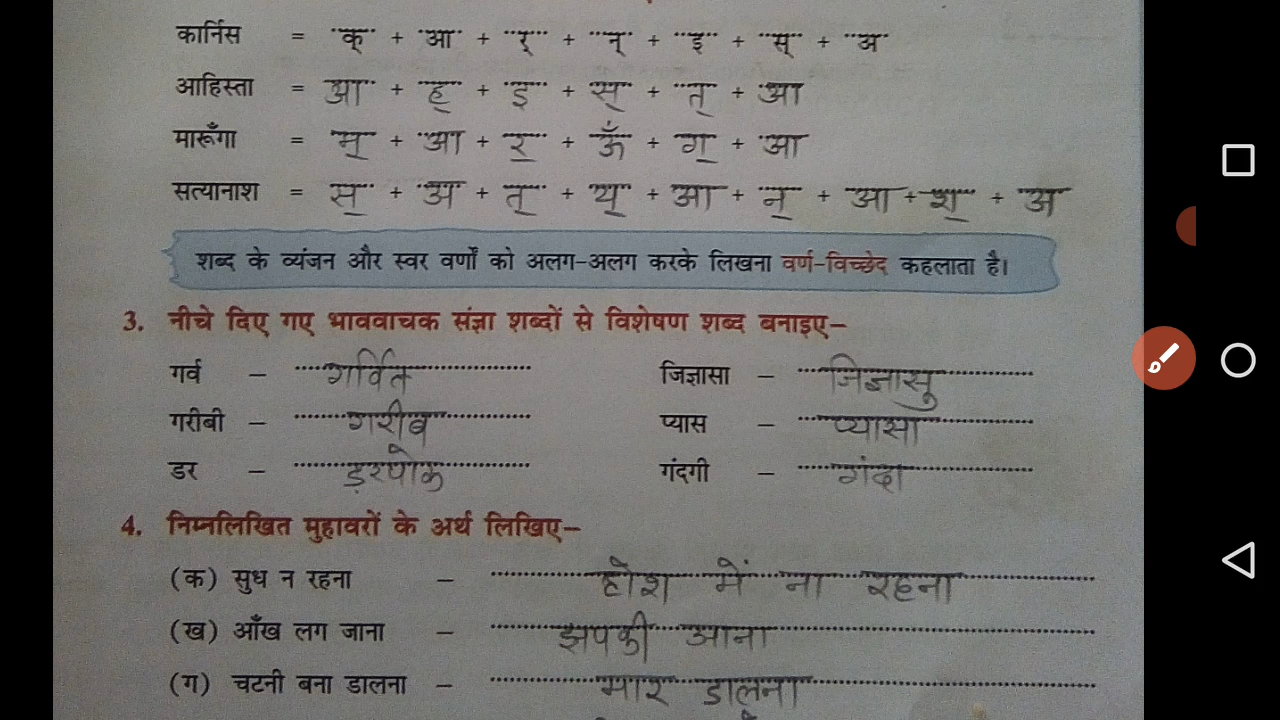 कार्निस = क् + आ + र् + न् + इ + स् + अ
आहिस्ता = आ + ह् + इ + स् + त् + आ
मारूँगा = म् + आ + र् + ऊँ + ग् + आ
सत्यानाश = स् + अ + त् + य् + आ + न् + आ + श् + अ
शब्द के व्यंजन और स्वर वर्णों को अलग-अलग करके लिखना वर्ण-विच्छेद कहलाता है।
3. नीचे दिए गए भाववाचक संज्ञा शब्दों से विशेषण शब्द बनाइए–
गर्व – गर्वित जिज्ञासा – जिज्ञासु
गरीबी – गरीब प्यास – प्यासा
डर – ड़रपोक गंदगी – गंदा
4. निम्नलिखित मुहावरों के अर्थ लिखिए–
(क) सुध न रहना – होश में ना रहना
(ख) आँख लग जाना – झपकी आना
(ग) चटनी बना डालना – मार डालना